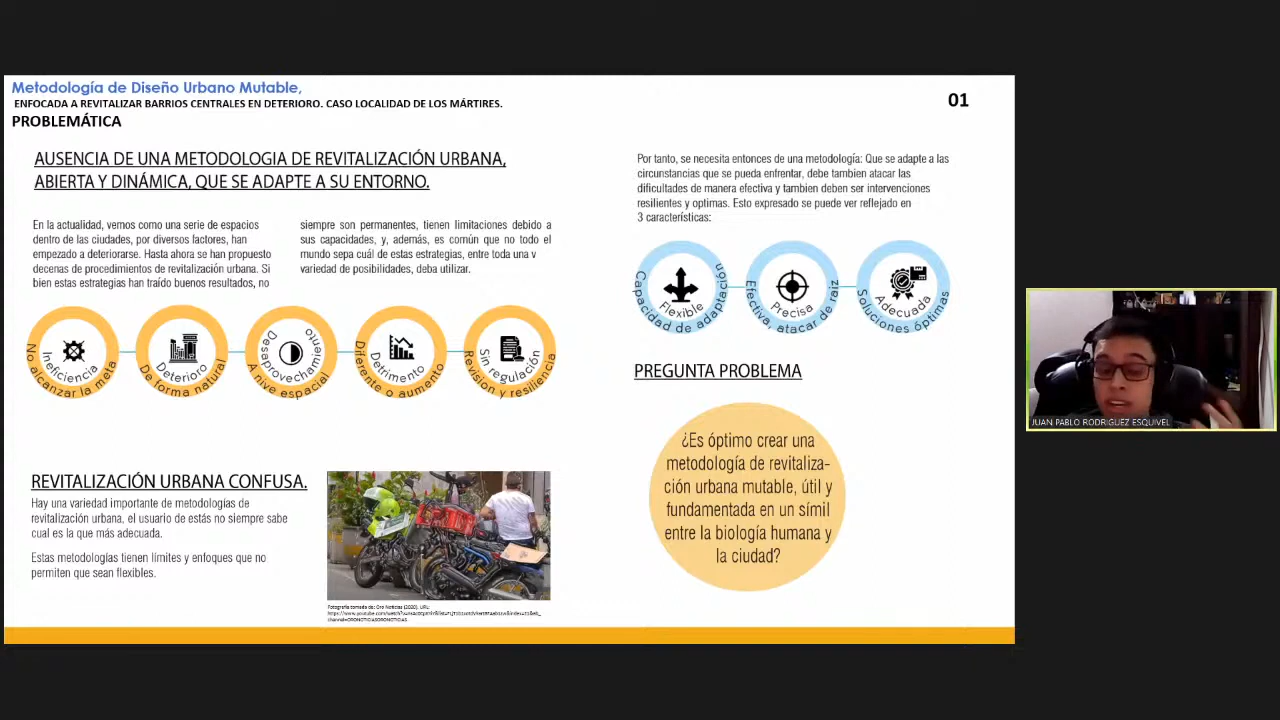 Metodología de Diseño Urbano Mutable,
ENFOCADA A REVITALIZAR BARRIOS CENTRALES EN DETERIORO. CASO LOCALIDAD DE LOS MÁRTIRES.
PROBLEMÁTICA
01
AUSENCIA DE UNA METODOLOGIA DE REVITALIZACIÓN URBANA,
ABIERTA Y DINÁMICA, QUE SE ADAPTE A SU ENTORNO.
En la actualidad, vemos como una serie de espacios
dentro de las ciudades, por diversos factores, han
empezado a deteriorarse. Hasta ahora se han propuesto
decenas de procedimientos de revitalización urbana. Si
bien estas estrategias han traído buenos resultados, no
siempre son permanentes, tienen limitaciones debido a
sus capacidades, y, además, es común que no todo el
mundo sepa cuál de estas estrategias, entre toda una v
variedad de posibilidades, deba utilizar.
Ineficiencia
No alcanzar la meta
Deterioro
De forma natural
Desaprovechamiento
A nive espacial
Detrimento
Diferente o aumento
Sin regulación
Revision y resiliencia
REVITALIZACIÓN URBANA CONFUSA.
Hay una variedad importante de metodologías de
revitalización urbana, el usuario de estás no siempre sabe
cual es la que más adecuada.
Estas metodologías tienen límites y enfoques que no
permiten que sean flexibles.
Fotografía tomada de: Oro Noticias (2020). URL:
Por tanto, se necesita entonces de una metodología: Que se adapte a las
circunstancias que se pueda enfrentar, debe tambien atacar las
dificultades de manera efectiva y tambien deben ser intervenciones
resilientes y optimas. Esto expresado se puede ver reflejado en
3 características:
Flexible
Capacidad de adaptación
Precisa
Efectiva, atacar de raiz
Adecuada
Soluciones óptimas
PREGUNTA PROBLEMA
¿Es óptimo crear una
metodología de revitaliza-
ción urbana mutable, útil y
fundamentada en un símil
entre la biología humana y
la ciudad?
JUAN PABLO RODRIGUEZ ESQUIVEL